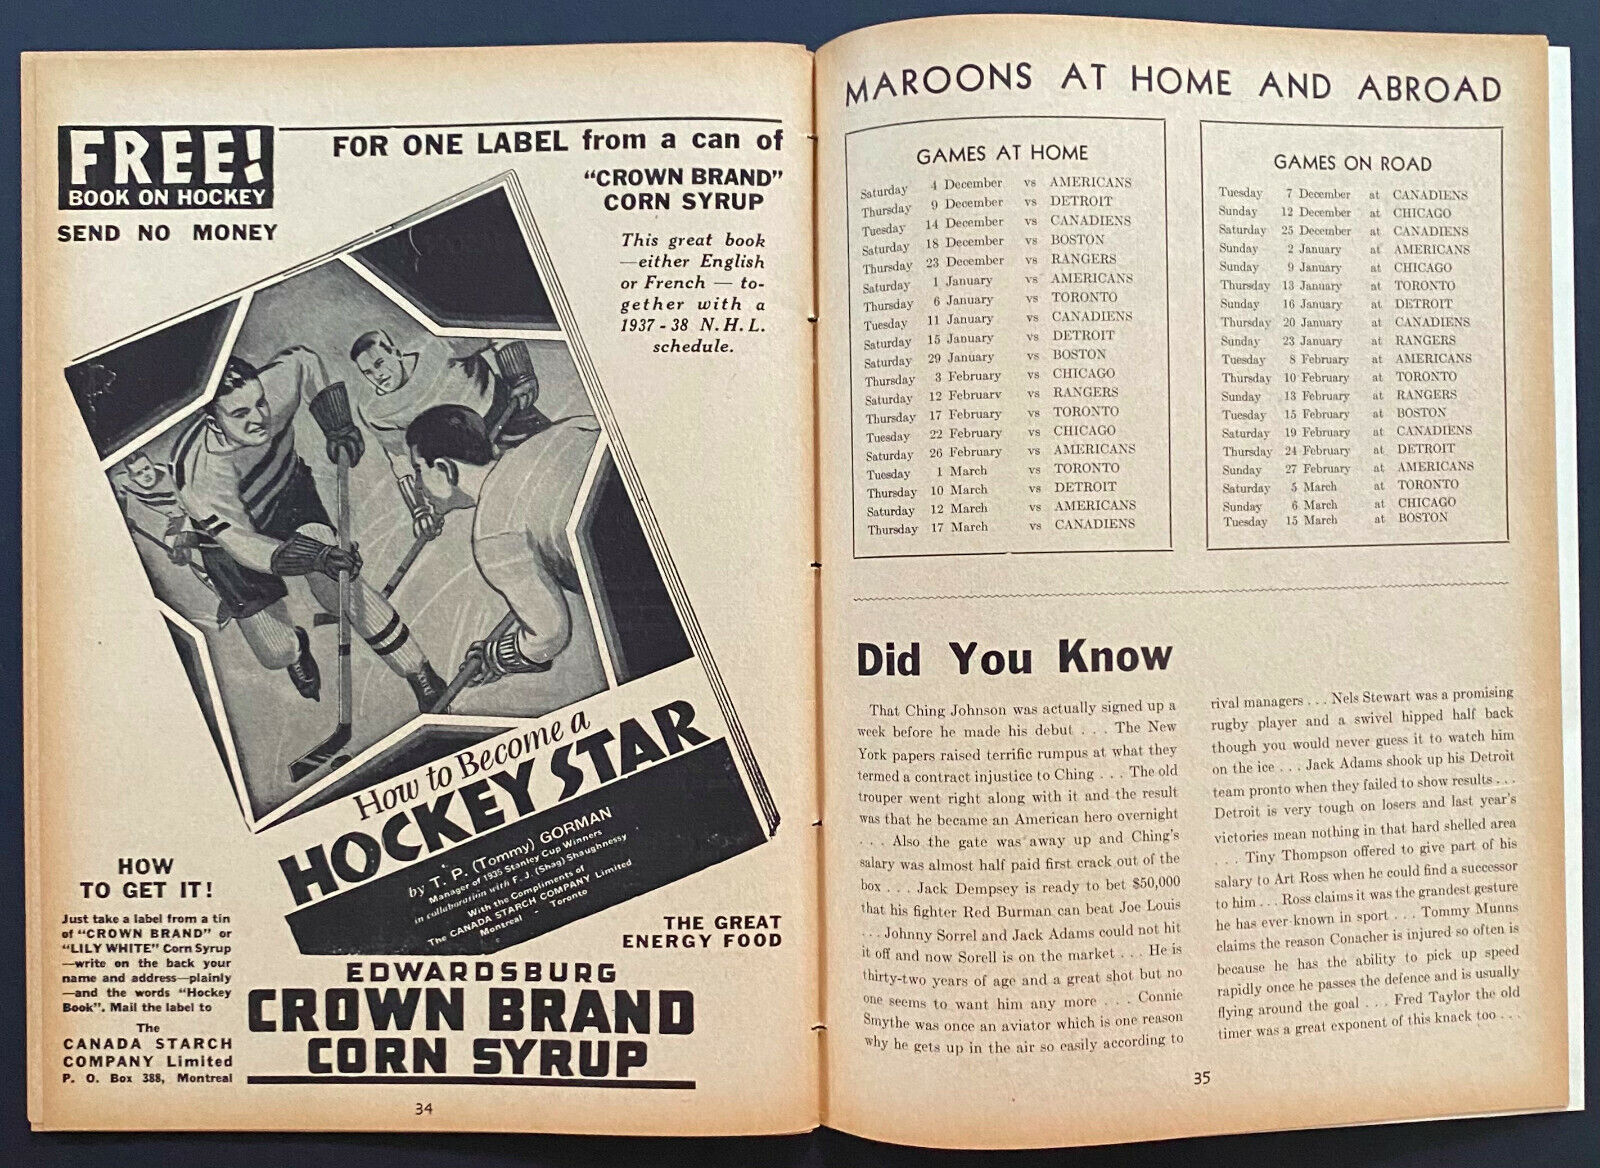 FREE!
BOOK ON HOCKEY
SEND NO MONEY
FOR ONE LABEL from a can of
"CROWN BRAND"
CORN SYRUP
This great book
—either English
or French — to-
gether with a
1937-38 N.H.L.
schedule.
How to Become a
HOCKEY STAR
by T. P. (Tommy) GORMAN
Manager of 1935 Stanley Cup Winners
in collaboration with F. J. (Shag) Shaughnessy
With the Compliments of
The CANADA STARCH COMPANY Limited
Montreal - Toronto
HOW
TO GET IT!
Just take a label from a tin
of "CROWN BRAND" or
"LILY WHITE" Corn Syrup
—write on the back your
name and address—plainly
—and the words "Hockey
Book". Mail the label to
The
CANADA STARCH
COMPANY Limited
P. O. Box 388, Montreal
THE GREAT
ENERGY FOOD
EDWARDSBURG
CROWN BRAND
CORN SYRUP
34
MAROONS AT HOME AND ABROAD
GAMES AT HOME
Saturday 4 December vs AMERICANS
Thursday 9 December vs DETROIT
Tuesday 14 December vs CANADIENS
Saturday 18 December vs BOSTON
Thursday 23 December vs RANGERS
Saturday 1 January vs AMERICANS
Thursday 6 January vs TORONTO
Tuesday 11 January vs CANADIENS
Saturday 15 January vs DETROIT
Saturday 29 January vs BOSTON
Thursday 3 February vs CHICAGO
Saturday 12 February vs RANGERS
Thursday 17 February vs TORONTO
Tuesday 22 February vs CHICAGO
Saturday 26 February vs AMERICANS
Tuesday 1 March vs TORONTO
Thursday 10 March vs DETROIT
Saturday 12 March vs AMERICANS
Thursday 17 March vs CANADIENS
GAMES ON ROAD
Tuesday 7 December at CANADIENS
Sunday 12 December at CHICAGO
Saturday 25 December at CANADIENS
Sunday 2 January at AMERICANS
Sunday 9 January at CHICAGO
Thursday 13 January at TORONTO
Sunday 16 January at DETROIT
Thursday 20 January at CANADIENS
Sunday 23 January at RANGERS
Tuesday 8 February at AMERICANS
Thursday 10 February at TORONTO
Sunday 13 February at RANGERS
Tuesday 15 February at BOSTON
Saturday 19 February at CANADIENS
Thursday 24 February at DETROIT
Sunday 27 February at AMERICANS
Saturday 5 March at TORONTO
Sunday 6 March at CHICAGO
Tuesday 15 March at BOSTON
Did You Know
That Ching Johnson was actually signed up a
week before he made his debut . . . The New
York papers raised terrific rumpus at what they
termed a contract injustice to Ching . . . The old
trouper went right along with it and the result
was that he became an American hero overnight
. . . Also the gate was away up and Ching's
salary was almost half paid first crack out of the
box . . . Jack Dempsey is ready to bet $50,000
that his fighter Red Burman can beat Joe Louis
. . . Johnny Sorrel and Jack Adams could not hit
it off and now Sorell is on the market . . . He is
thirty-two years of age and a great shot but no
one seems to want him any more . . . Connie
Smythe was once an aviator which is one reason
why he gets up in the air so easily according to
rival managers . . . Nels Stewart was a promising
rugby player and a swivel hipped half back
though you would never guess it to watch him
on the ice . . . Jack Adams shook up his Detroit
team pronto when they failed to show results . . .
Detroit is very tough on losers and last year's
victories mean nothing in that hard shelled area
. . . Tiny Thompson offered to give part of his
salary to Art Ross when he could find a successor
to him . . . Ross claims it was the grandest gesture
he has ever known in sport . . . Tommy Munns
claims the reason Conacher is injured so often is
because he has the ability to pick up speed
rapidly once he passes the defence and is usually
flying around the goal . . . Fred Taylor the old
timer was a great exponent of this knack too . . .
35